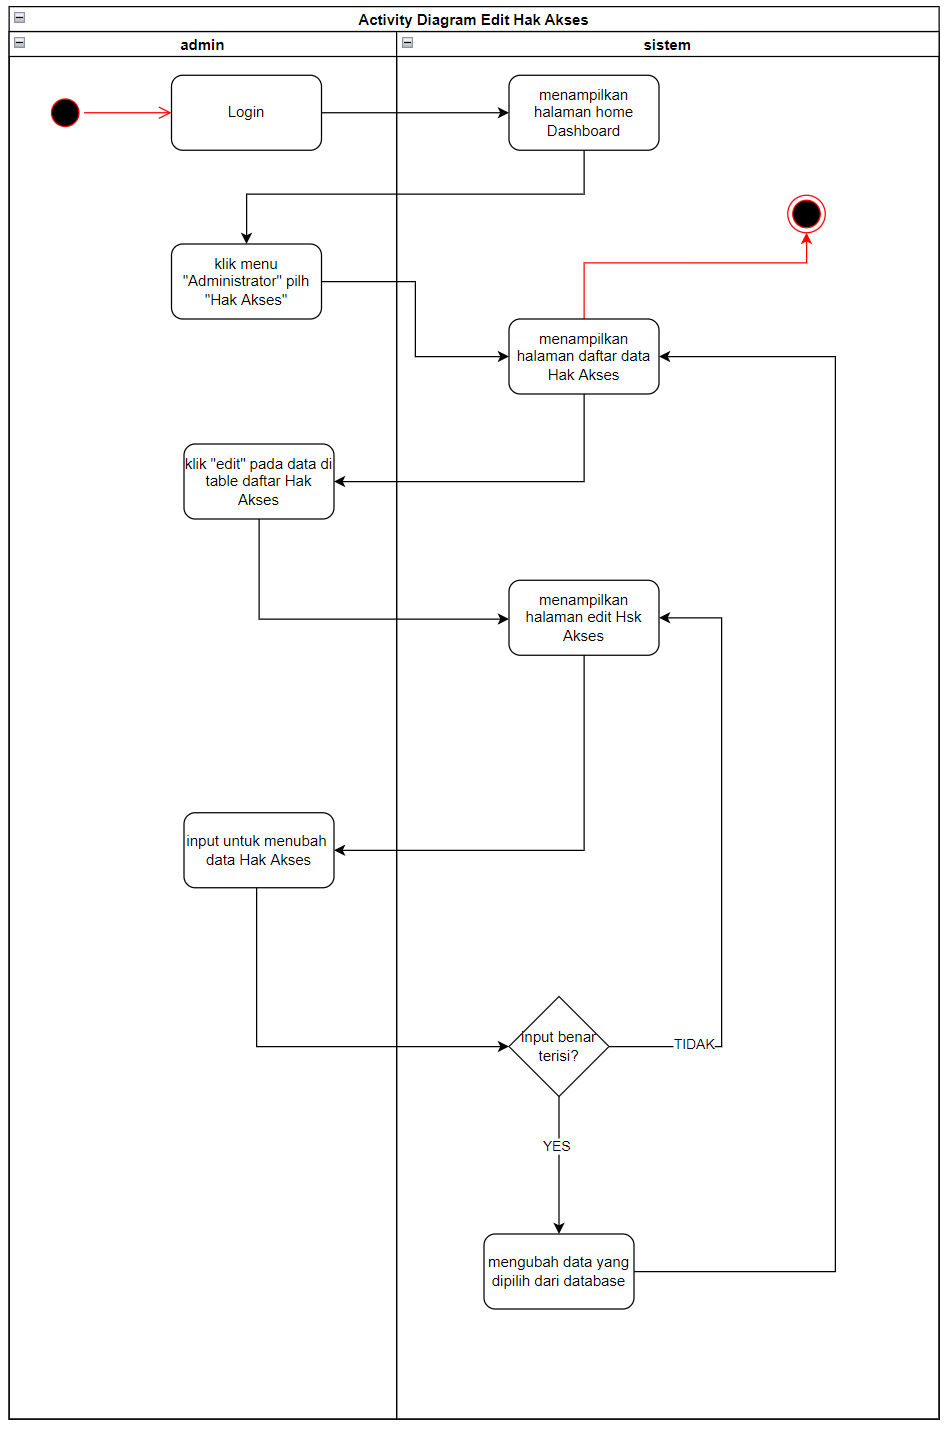 Activity Diagram Edit Hak Akses
admin
sistem
Login
menampilkan
halaman home
Dashboard
klik menu
"Administrator" pilh
"Hak Akses"
menampilkan
halaman daftar data
Hak Akses
klik "edit" pada data di
table daftar Hak
Akses
menampilkan
halaman edit Hsk
Akses
input untuk menubah
data Hak Akses
input benar
terisi?
TIDAK
YES
mengubah data yang
dipilih dari database